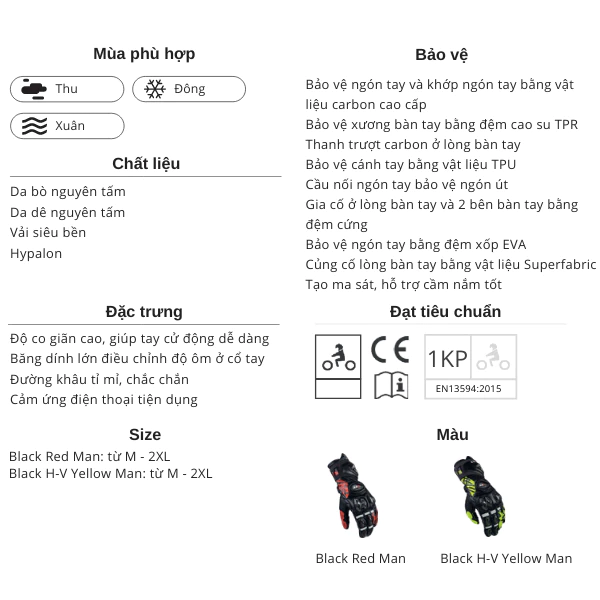 Mùa phù hợp
Thu
Đông
Xuân
Chất liệu
Da bò nguyên tấm
Da dê nguyên tấm
Vải siêu bền
Hypalon
Bảo vệ
Bảo vệ ngón tay và khớp ngón tay bằng vật
liệu carbon cao cấp
Bảo vệ xương bàn tay bằng đệm cao su TPR
Thanh trượt carbon ở lòng bàn tay
Bảo vệ cánh tay bằng vật liệu TPU
Cầu nối ngón tay bảo vệ ngón út
Gia cố ở lòng bàn tay và 2 bên bàn tay bằng
đệm cứng
Bảo vệ ngón tay bằng đệm xốp EVA
Củng cố lòng bàn tay bằng vật liệu Superfabric
Tạo ma sát, hỗ trợ cầm nắm tốt
Đặc trưng
Độ co giãn cao, giúp tay cử động dễ dàng
Băng dính lớn điều chỉnh độ ôm ở cổ tay
Đường khâu tỉ mỉ, chắc chắn
Cảm ứng điện thoại tiện dụng
Đạt tiêu chuẩn
CE
i
1KP
EN13594:2015
Size
Black Red Man: từ M - 2XL
Black H-V Yellow Man: từ M - 2XL
Màu
Black Red Man
Black H-V Yellow Man